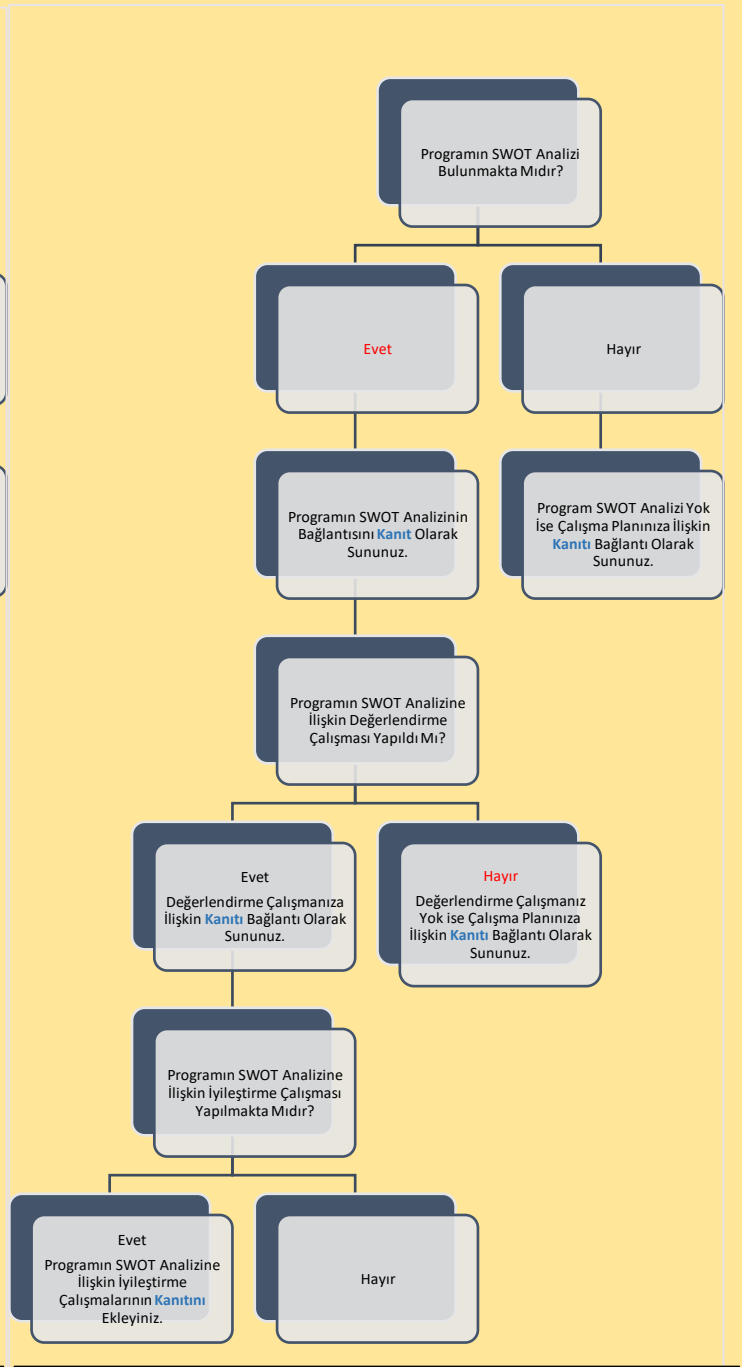 Programın SWOT Analizi
Bulunmakta Mıdır?
Evet
Hayır
Programın SWOT Analizinin
Bağlantısını Kanıt Olarak
Sununuz.
Program SWOT Analizi Yok
İse Çalışma Planınıza İlişkin
Kanıtı Bağlantı Olarak
Sununuz.
Programın SWOT Analizine
İlişkin Değerlendirme
Çalışması Yapıldı Mı?
Evet
Değerlendirme Çalışmanıza
İlişkin Kanıtı Bağlantı Olarak
Sununuz.
Hayır
Değerlendirme Çalışmanız
Yok ise Çalışma Planınıza
İlişkin Kanıtı Bağlantı Olarak
Sununuz.
Programın SWOT Analizine
İlişkin İyileştirme Çalışması
Yapılmakta Mıdır?
Evet
Programın SWOT Analizine
İlişkin İyileştirme
Çalışmalarının Kanıtını
Ekleyiniz.
Hayır